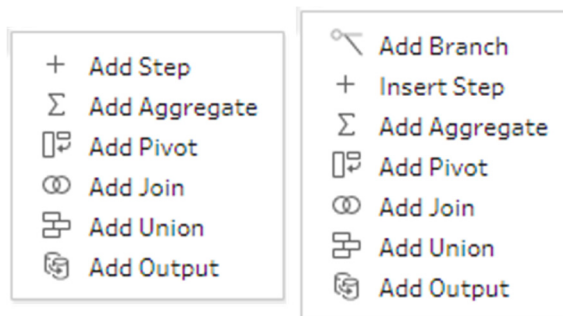 Add Step
Add Aggregate
Add Pivot
Add Join
Add Union
Add Output
Add Branch
Insert Step
Add Aggregate
Add Pivot
Add Join
Add Union
Add Output